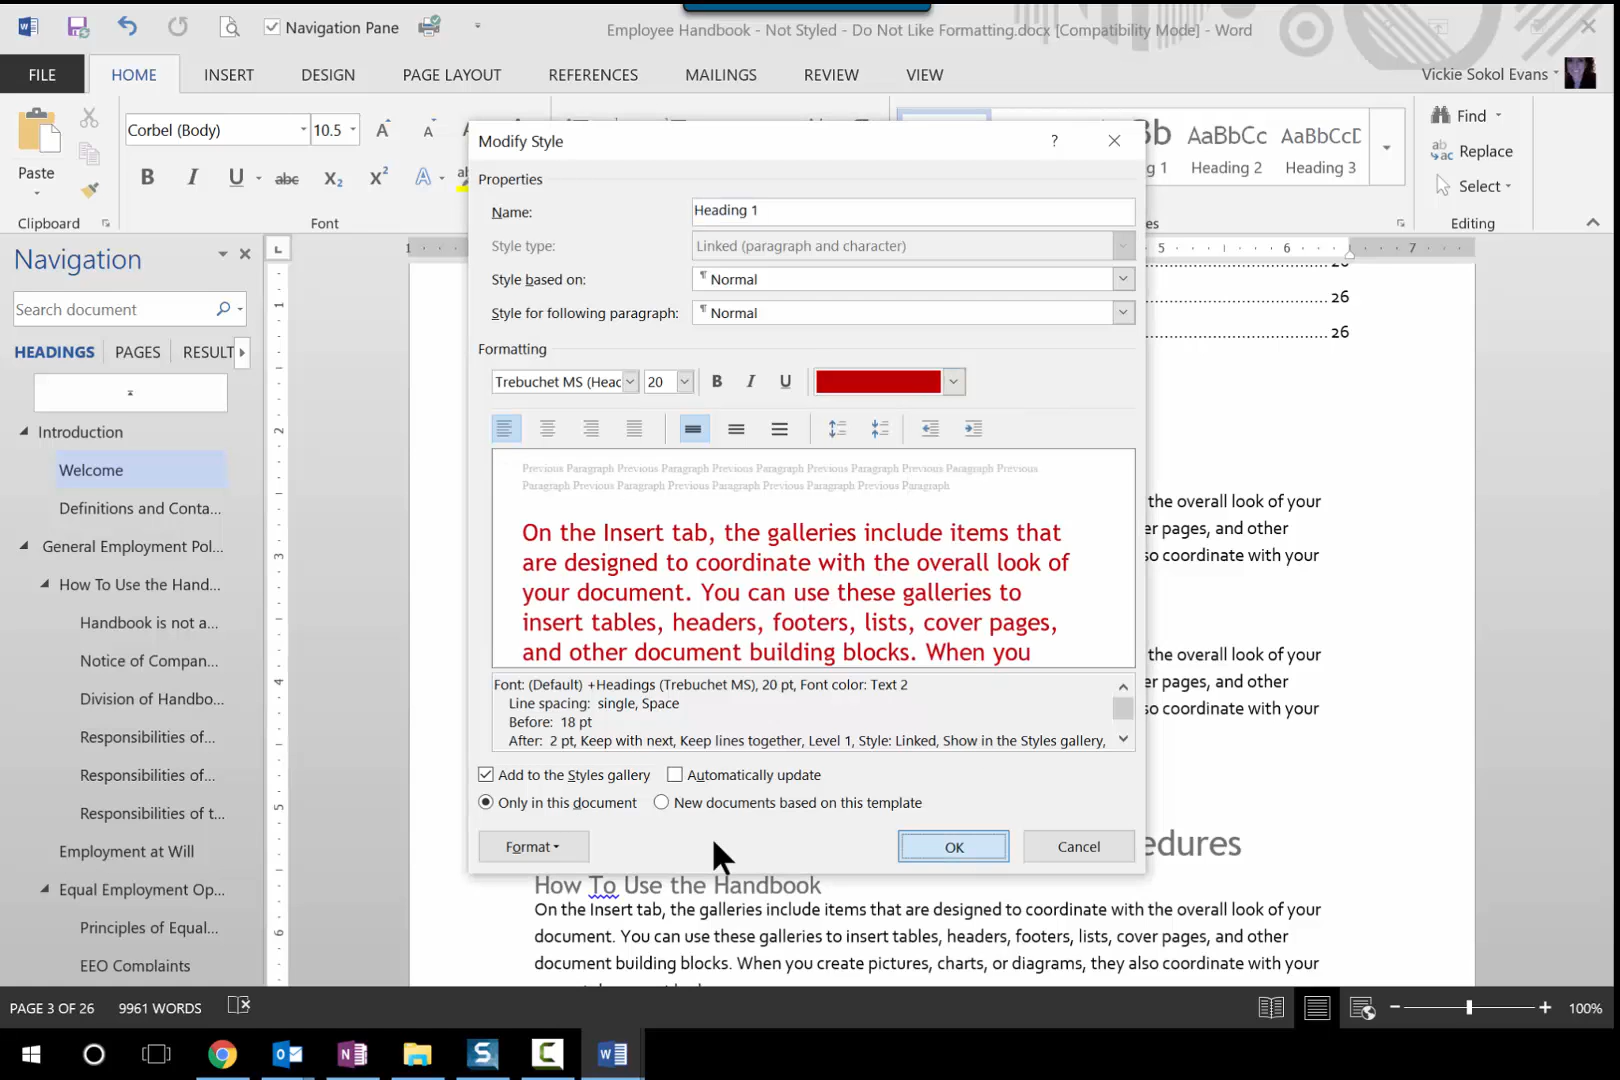 Navigation Pane
Employee Handbook - Not Styled - Do Not Like Formatting.docx [Compatibility Mode] - Word
FILE HOME INSERT DESIGN PAGE LAYOUT REFERENCES MAILINGS REVIEW VIEW
Vickie Sokol Evans
Corbel (Body) 10.5
Paste
B I U abc X₂ X²
Clipboard
Font
AaBbCc AaBbCcD
Heading 2 Heading 3
Find
Replace
Select
Editing
Navigation
Search document
HEADINGS PAGES RESULT
Introduction
Welcome
Definitions and Conta...
General Employment Pol...
How To Use the Hand...
Handbook is not a...
Notice of Compan...
Division of Handbo...
Responsibilities of...
Responsibilities of...
Responsibilities of t...
Employment at Will
Equal Employment Op...
Principles of Equal...
EEO Complaints
Modify Style
Properties
Name: Heading 1
Style type: Linked (paragraph and character)
Style based on: ¶ Normal
Style for following paragraph: ¶ Normal
Formatting
Trebuchet MS (Head 20 B I U
Previous Paragraph Previous Paragraph Previous Paragraph Previous Paragraph Previous Paragraph Previous
Paragraph Previous Paragraph Previous Paragraph Previous Paragraph Previous Paragraph
On the Insert tab, the galleries include items that
are designed to coordinate with the overall look of
your document. You can use these galleries to
insert tables, headers, footers, lists, cover pages,
and other document building blocks. When you
Font: (Default) +Headings (Trebuchet MS), 20 pt, Font color: Text 2
Line spacing: single, Space
Before: 18 pt
After: 2 pt, Keep with next, Keep lines together, Level 1, Style: Linked, Show in the Styles gallery,
Add to the Styles gallery Automatically update
Only in this document New documents based on this template
Format OK Cancel
26
26
the overall look of your
er pages, and other
so coordinate with your
the overall look of your
er pages, and other
so coordinate with your
edures
How To Use the Handbook
On the Insert tab, the galleries include items that are designed to coordinate with the overall look of your
document. You can use these galleries to insert tables, headers, footers, lists, cover pages, and other
document building blocks. When you create pictures, charts, or diagrams, they also coordinate with your
PAGE 3 OF 26 9961 WORDS
100%